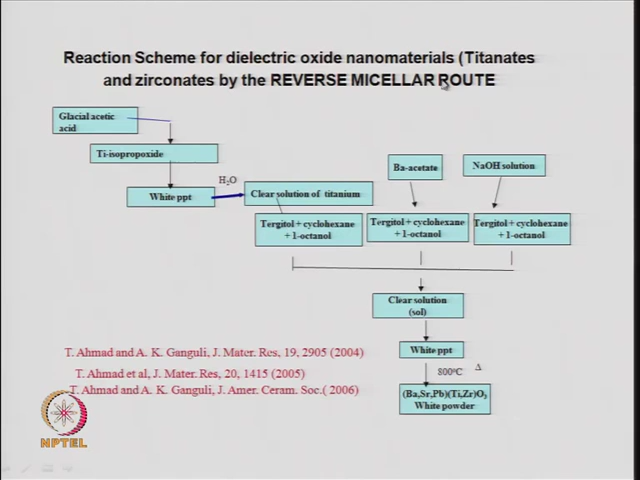 Reaction Scheme for dielectric oxide nanomaterials (Titanates
and zirconates by the REVERSE MICELLAR ROUTE
Glacial acetic
acid
Ti-isopropoxide
White ppt
H₂O
Clear solution of titanium
Ba-acetate
NaOH solution
Tergitol + cyclohexane
+ 1-octanol
Tergitol + cyclohexane
+ 1-octanol
Tergitol + cyclohexane
+ 1-octanol
Clear solution
(sol)
White ppt
800°C Δ
(Ba,Sr,Pb)(Ti,Zr)O₃
White powder
T. Ahmad and A. K. Ganguli, J. Mater. Res, 19, 2905 (2004)
T. Ahmad et al, J. Mater. Res, 20, 1415 (2005)
T. Ahmad and A. K. Ganguli, J. Amer. Ceram. Soc.( 2006)
NPTEL